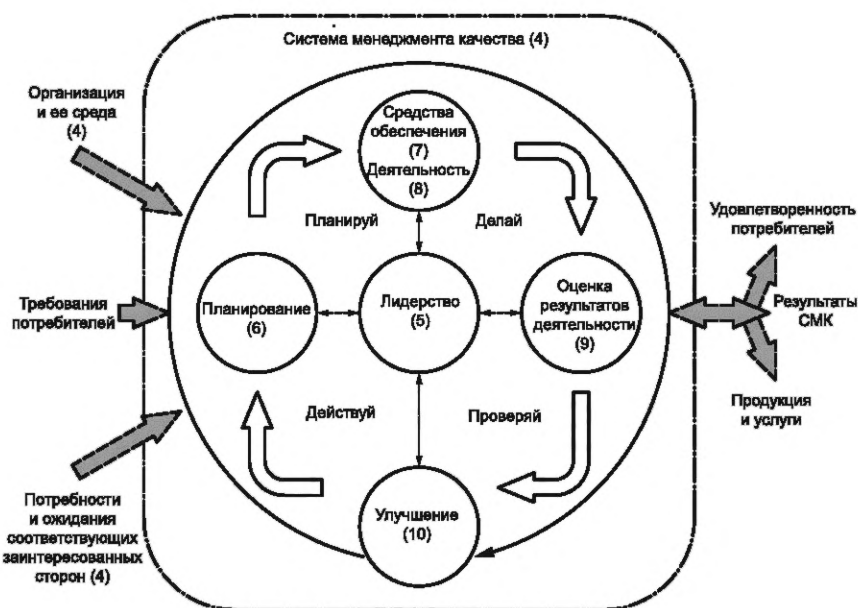 Система менеджмента качества (4)
Организация
и ее среда
(4)
Средства
обеспечения
(7)
Деятельность
(8)
Планируй
Делай
Удовлетворенность
потребителей
Требования
потребителей
Планирование
(6)
Лидерство
(5)
Оценка
результатов
деятельности
(9)
Результаты
СМК
Действуй
Проверяй
Продукция
и услуги
Потребности
и ожидания
соответствующих
заинтересованных
сторон (4)
Улучшение
(10)